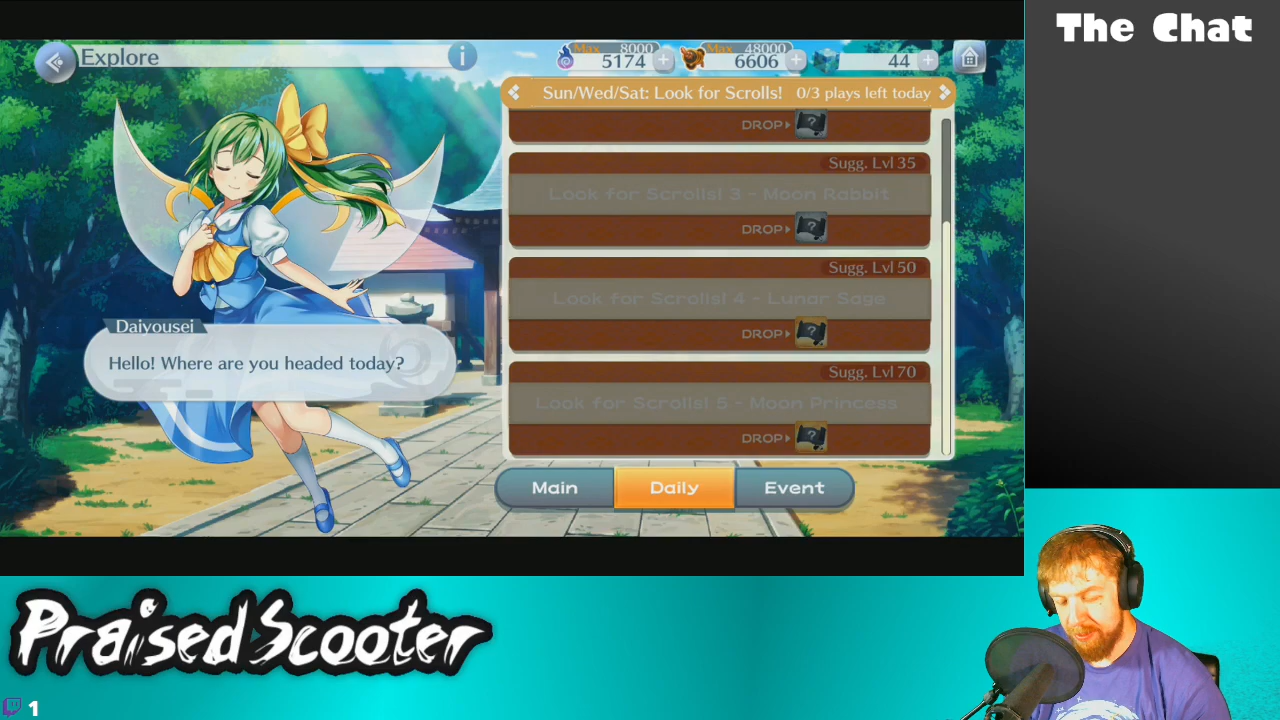 The Chat
Explore
i
Max 8000
5174
Max 48000
6606
44
Sun/Wed/Sat: Look for Scrolls! 0/3 plays left today
DROP
?
Sugg. Lvl 35
Look for Scrolls! 3 - Moon Rabbit
DROP
?
Sugg. Lvl 50
Look for Scrolls! 4 - Lunar Sage
DROP
?
Sugg. Lvl 70
Look for Scrolls! 5 - Moon Princess
DROP
?
Daiyousei
Hello! Where are you headed today?
Main
Daily
Event
PraisedScooter
1